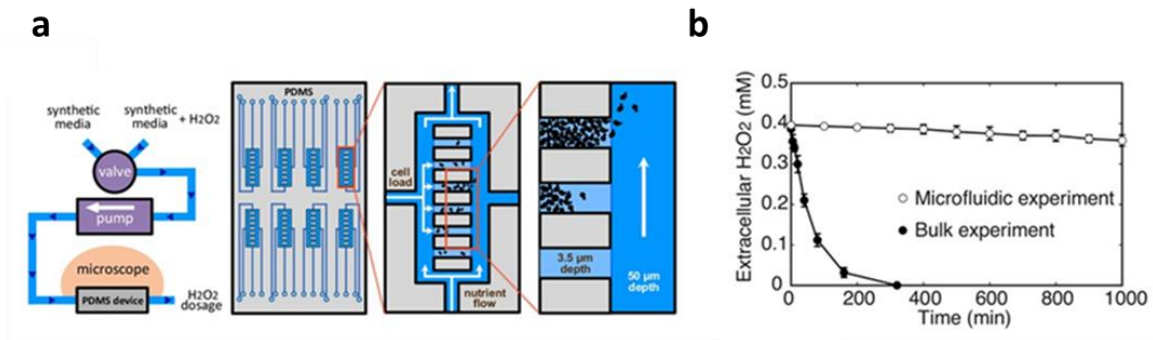 a
synthetic
media
synthetic
media + H2O2
valve
pump
microscope
PDMS device
H2O2
dosage
PDMS
cell
load
nutrient
flow
3.5 µm
depth
50 µm
depth
b
Extracellular H2O2 (mM)
0.5
0.4
0.3
0.2
0.1
0
Microfluidic experiment
Bulk experiment
0 200 400 600 800 1000
Time (min)